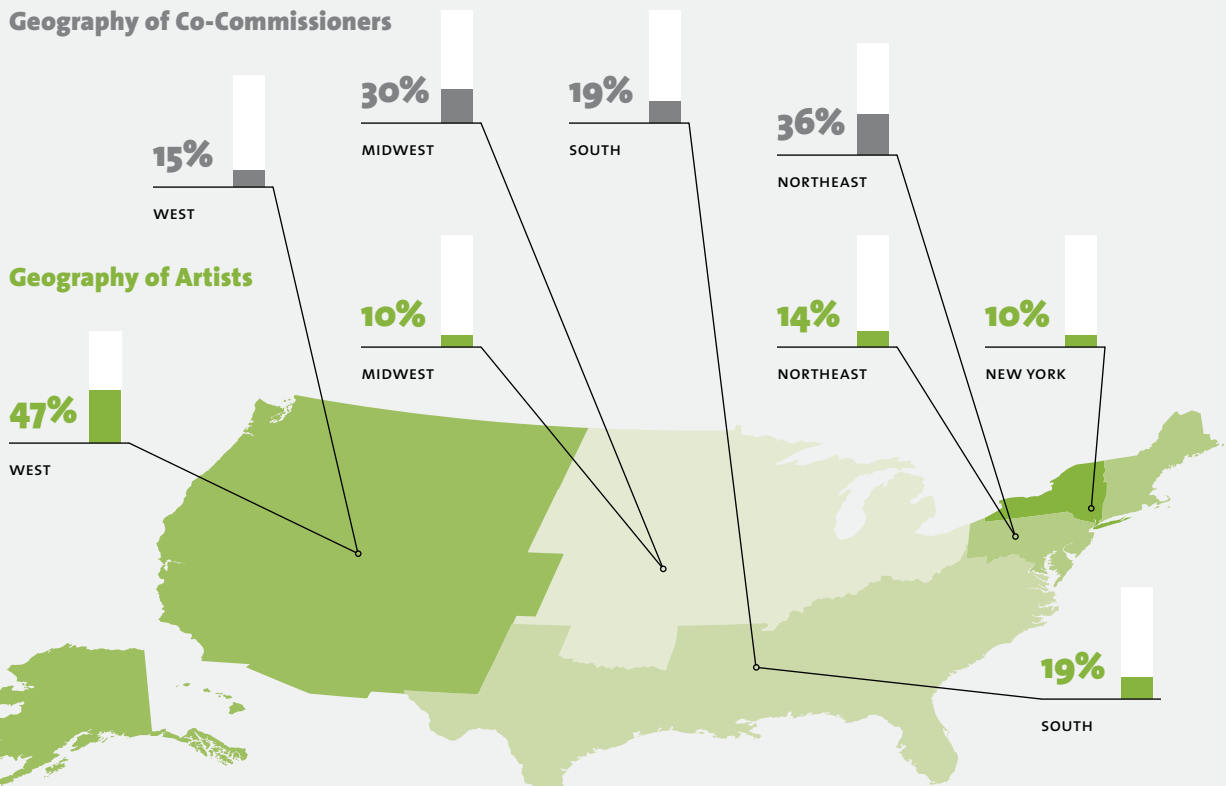 Geography of Co-Commissioners
15%
WEST
30%
MIDWEST
19%
SOUTH
36%
NORTHEAST
Geography of Artists
47%
WEST
10%
MIDWEST
14%
NORTHEAST
10%
NEW YORK
19%
SOUTH